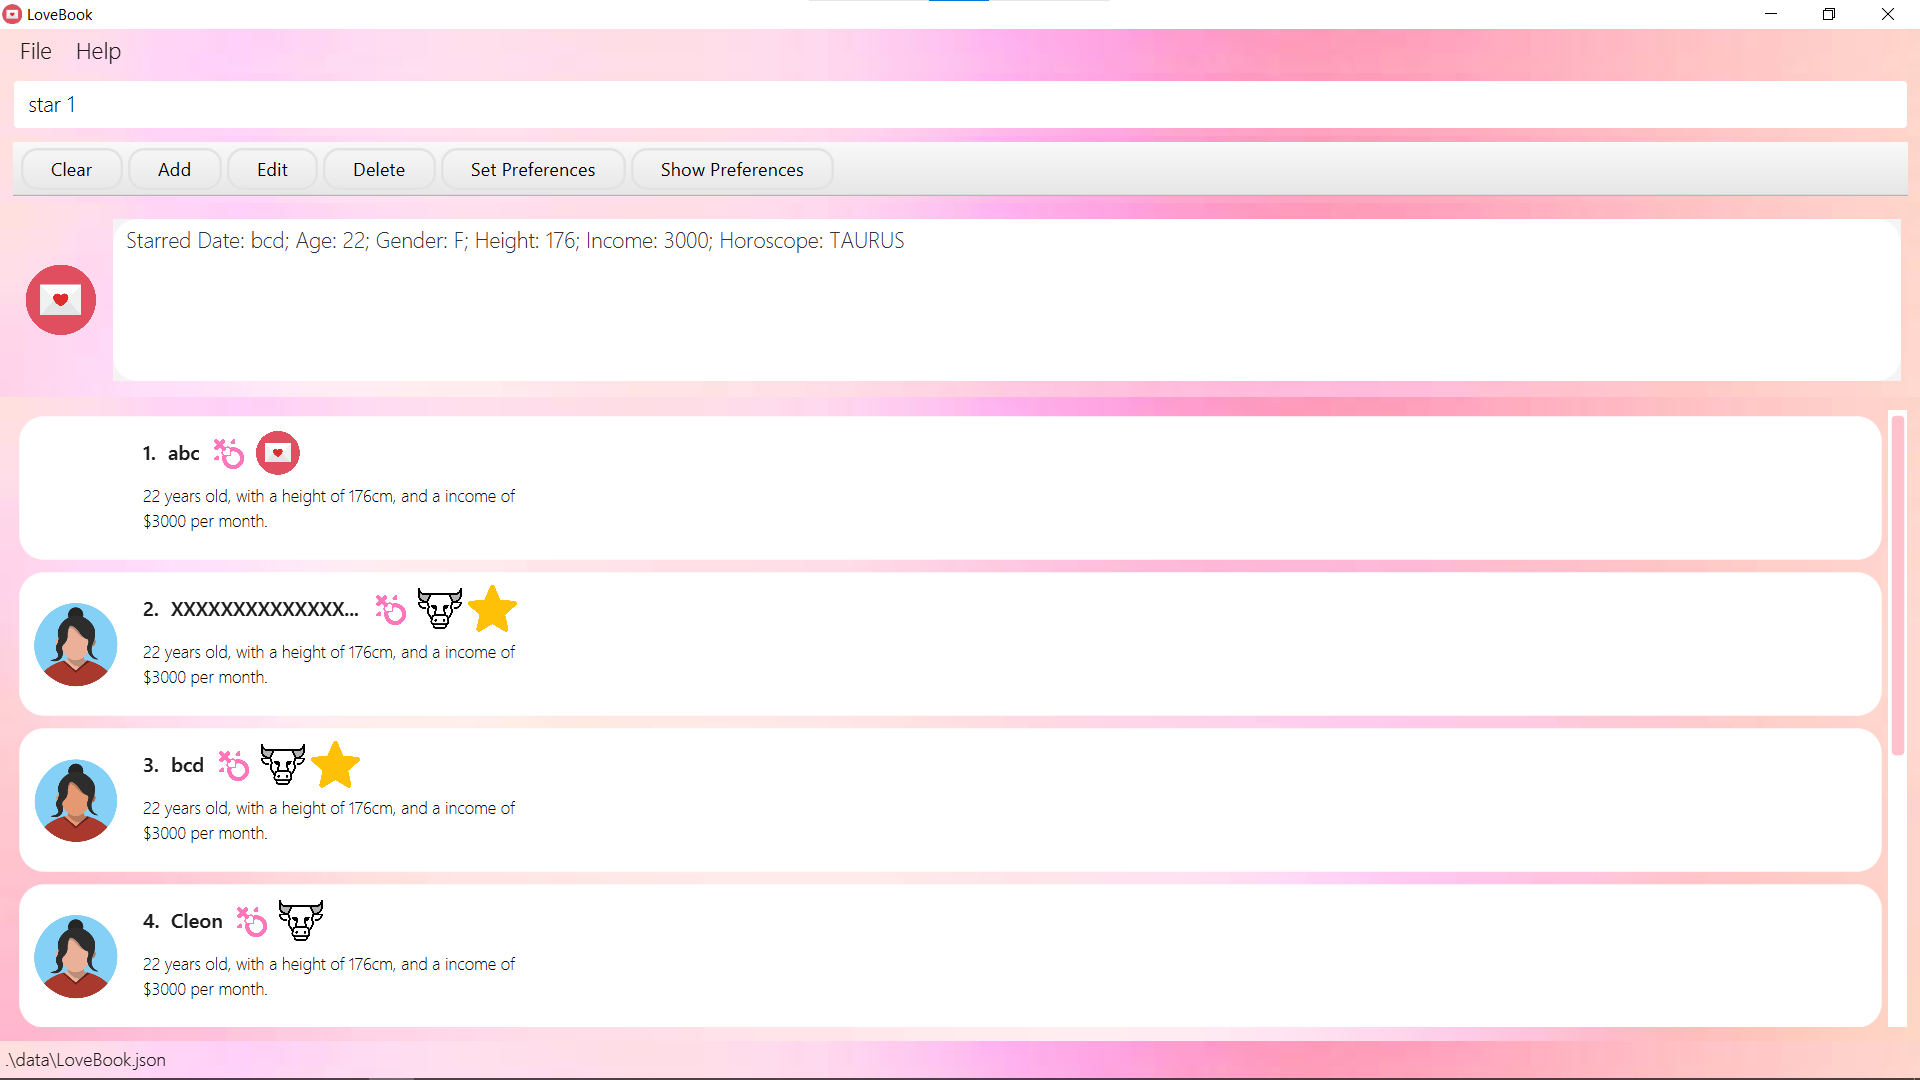 LoveBook
File Help
star 1
Clear Add Edit Delete Set Preferences Show Preferences
Starred Date: bcd; Age: 22; Gender: F; Height: 176; Income: 3000; Horoscope: TAURUS
1. abc
22 years old, with a height of 176cm, and a income of
$3000 per month.
2. XXXXXXXXXXXXXX...
22 years old, with a height of 176cm, and a income of
$3000 per month.
3. bcd
22 years old, with a height of 176cm, and a income of
$3000 per month.
4. Cleon
22 years old, with a height of 176cm, and a income of
$3000 per month.
.\data\LoveBook.json